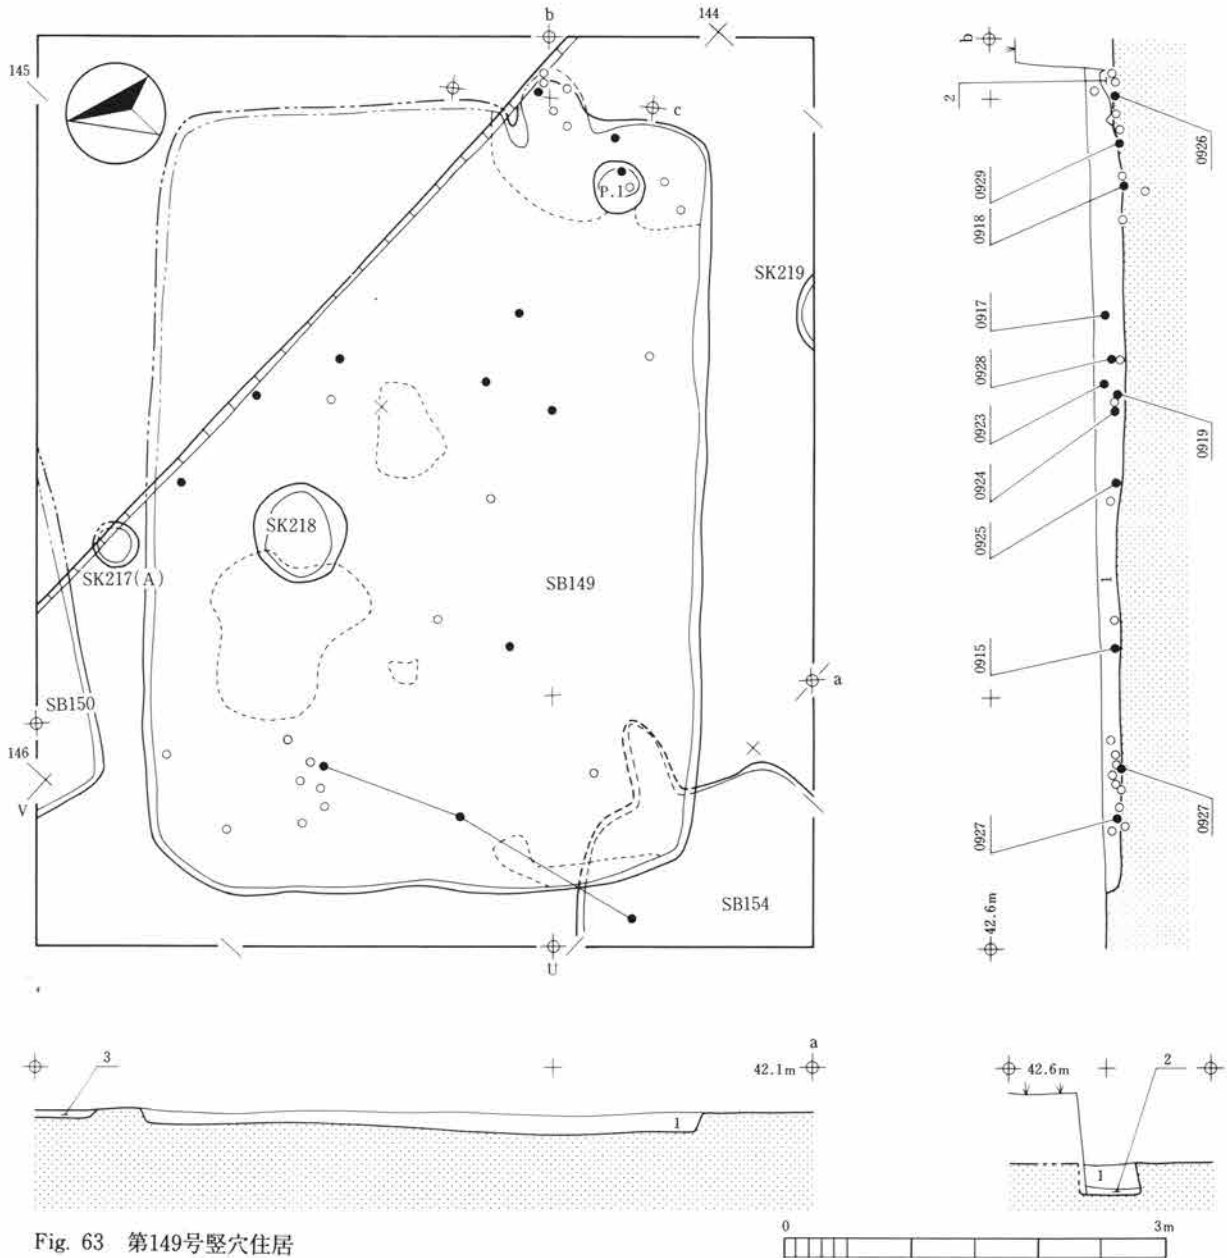 b
144
145
c
P.1
SK219
SK218
SK217(A)
SB149
a
SB150
146
V
SB154
U
b
2
0926
0929
0918
0917
0928
0923
0919
0924
0925
1
0915
0927
0927
42.6m
3
a
42.1m
1
42.6m
2
1
0
3m
Fig. 63 第149号竪穴住居